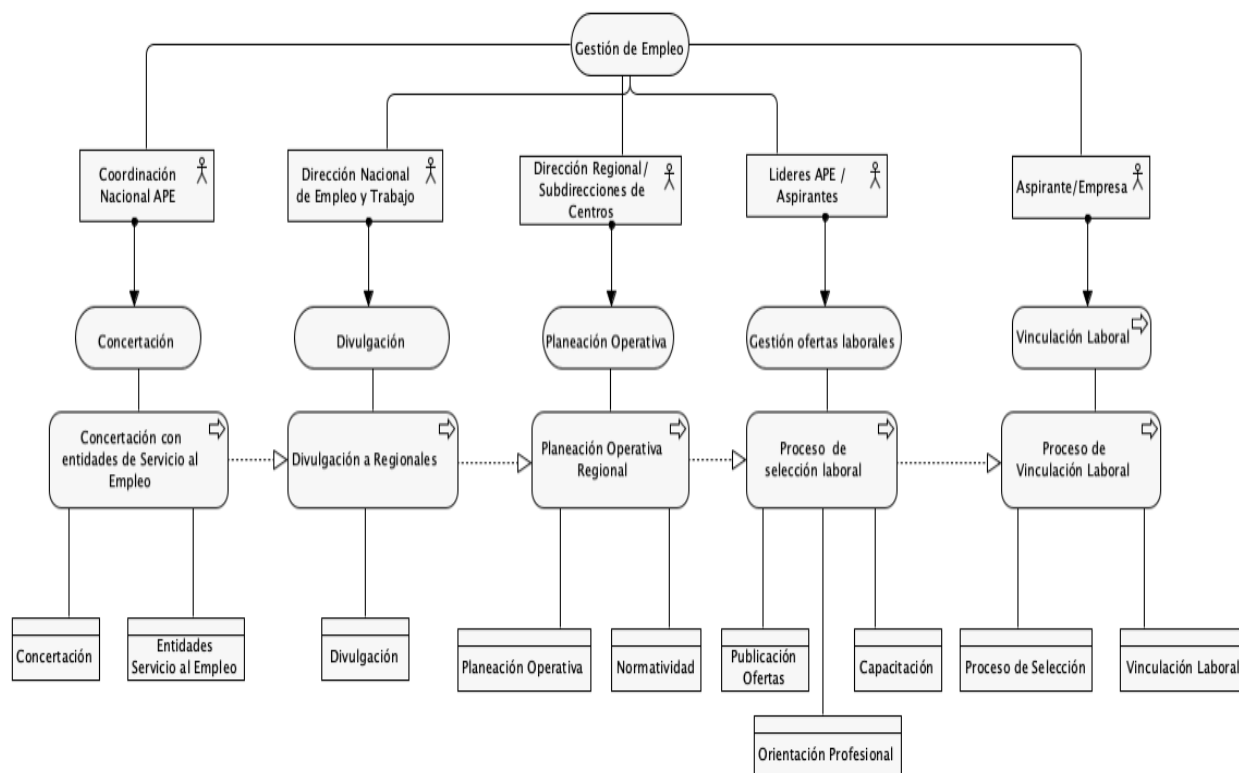 Gestión de Empleo
Coordinación
Nacional APE
Dirección Nacional
de Empleo y Trabajo
Dirección Regional/
Subdirecciones de
Centros
Lideres APE /
Aspirantes
Aspirante/Empresa
Concertación
Divulgación
Planeación Operativa
Gestión ofertas laborales
Vinculación Laboral
Concertación con
entidades de Servicio al
Empleo
Divulgación a Regionales
Planeación Operativa
Regional
Proceso de
selección laboral
Proceso de
Vinculación Laboral
Concertación
Entidades
Servicio al Empleo
Divulgación
Planeación Operativa
Normatividad
Publicación
Ofertas
Capacitación
Proceso de Selección
Vinculación Laboral
Orientación Profesional